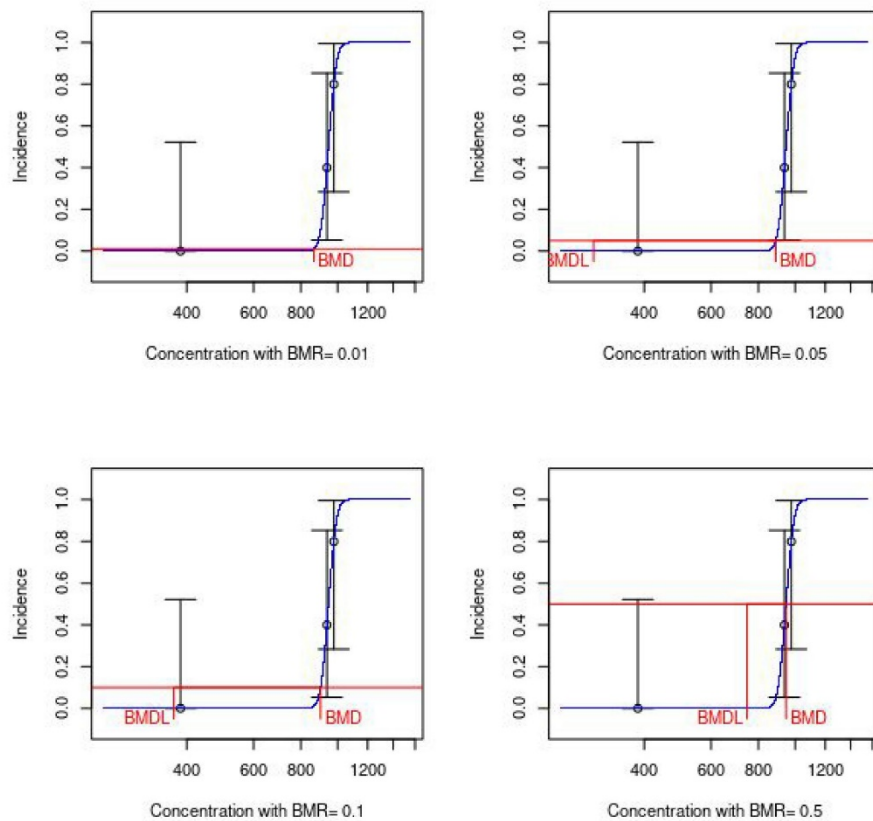 Incidence
1.0
0.8
0.6
0.4
0.2
0.0
BMD
400 600 800 1200
Concentration with BMR= 0.01
Incidence
1.0
0.8
0.6
0.4
0.2
0.0
BMDL BMD
400 600 800 1200
Concentration with BMR= 0.05
Incidence
1.0
0.8
0.6
0.4
0.2
0.0
BMDL BMD
400 600 800 1200
Concentration with BMR= 0.1
Incidence
1.0
0.8
0.6
0.4
0.2
0.0
BMDL BMD
400 600 800 1200
Concentration with BMR= 0.5